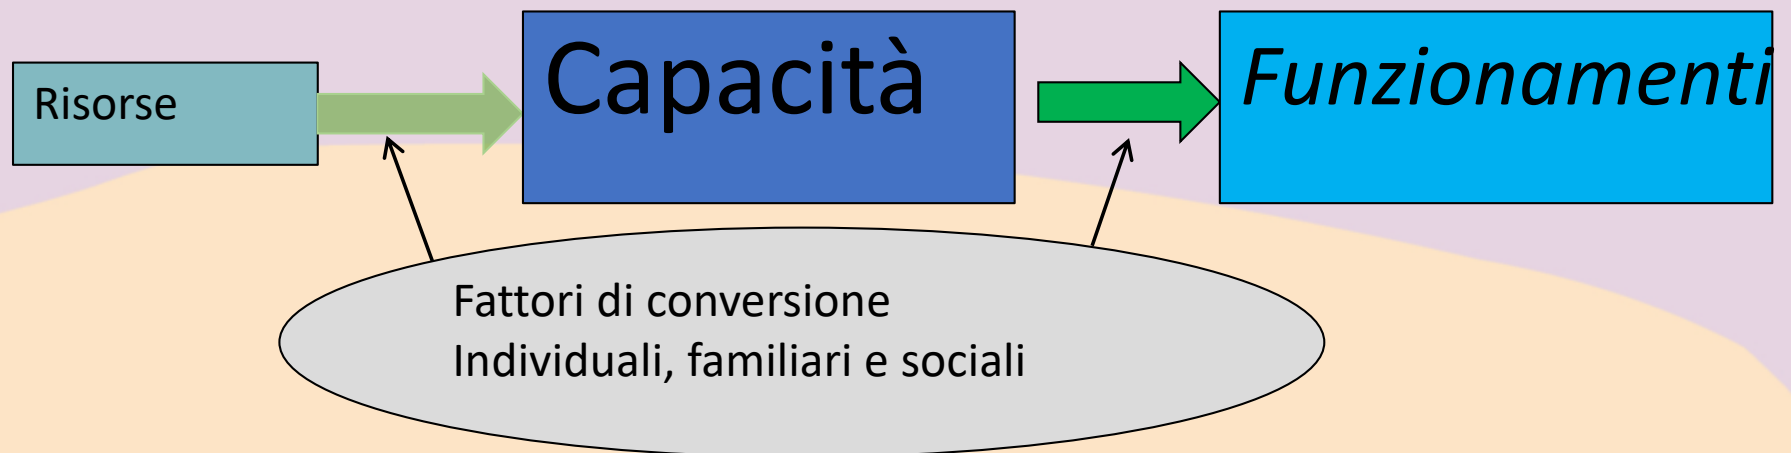 Risorse
Capacità
Funzionamenti
Fattori di conversione
Individuali, familiari e sociali